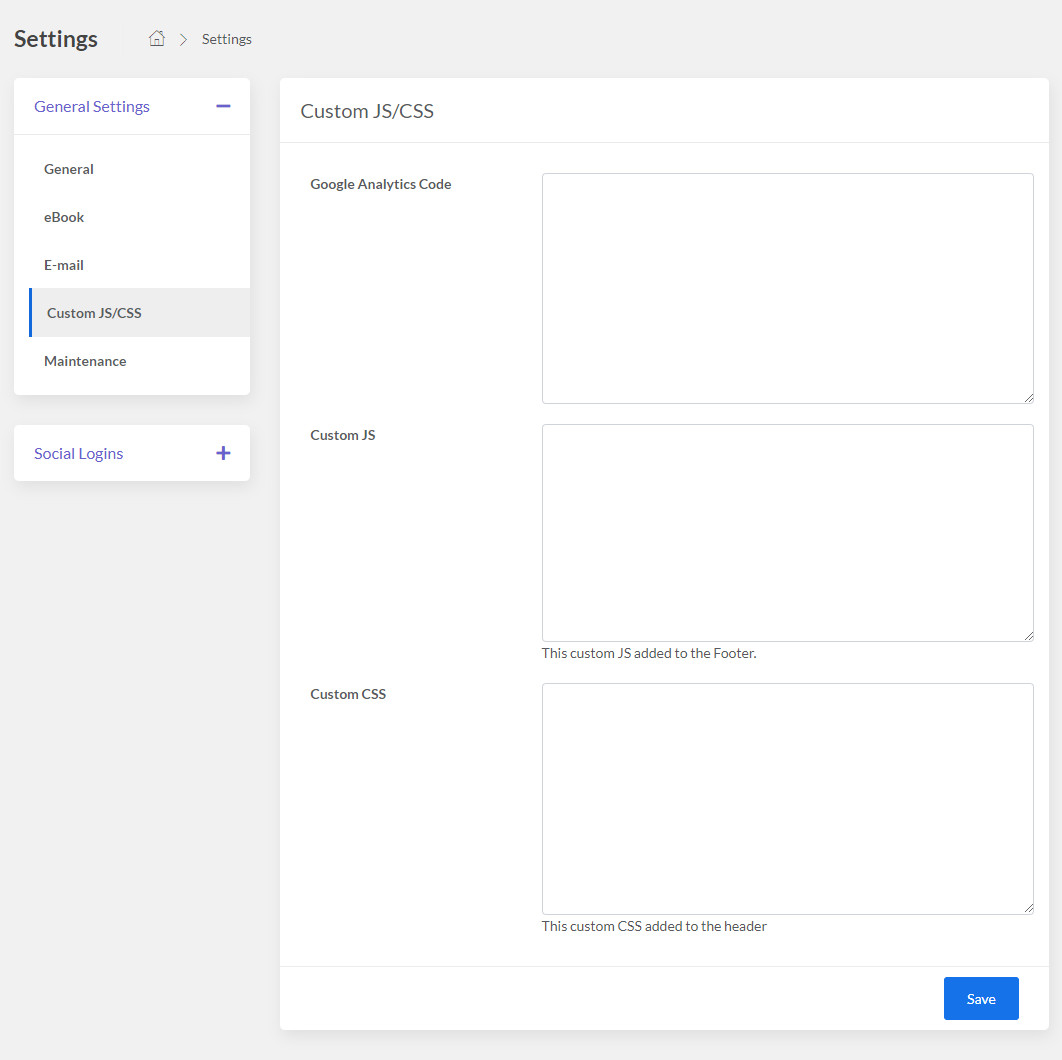 Settings
Settings
General Settings
General
eBook
E-mail
Custom JS/CSS
Maintenance
Social Logins
Custom JS/CSS
Google Analytics Code
Custom JS
This custom JS added to the Footer.
Custom CSS
This custom CSS added to the header
Save